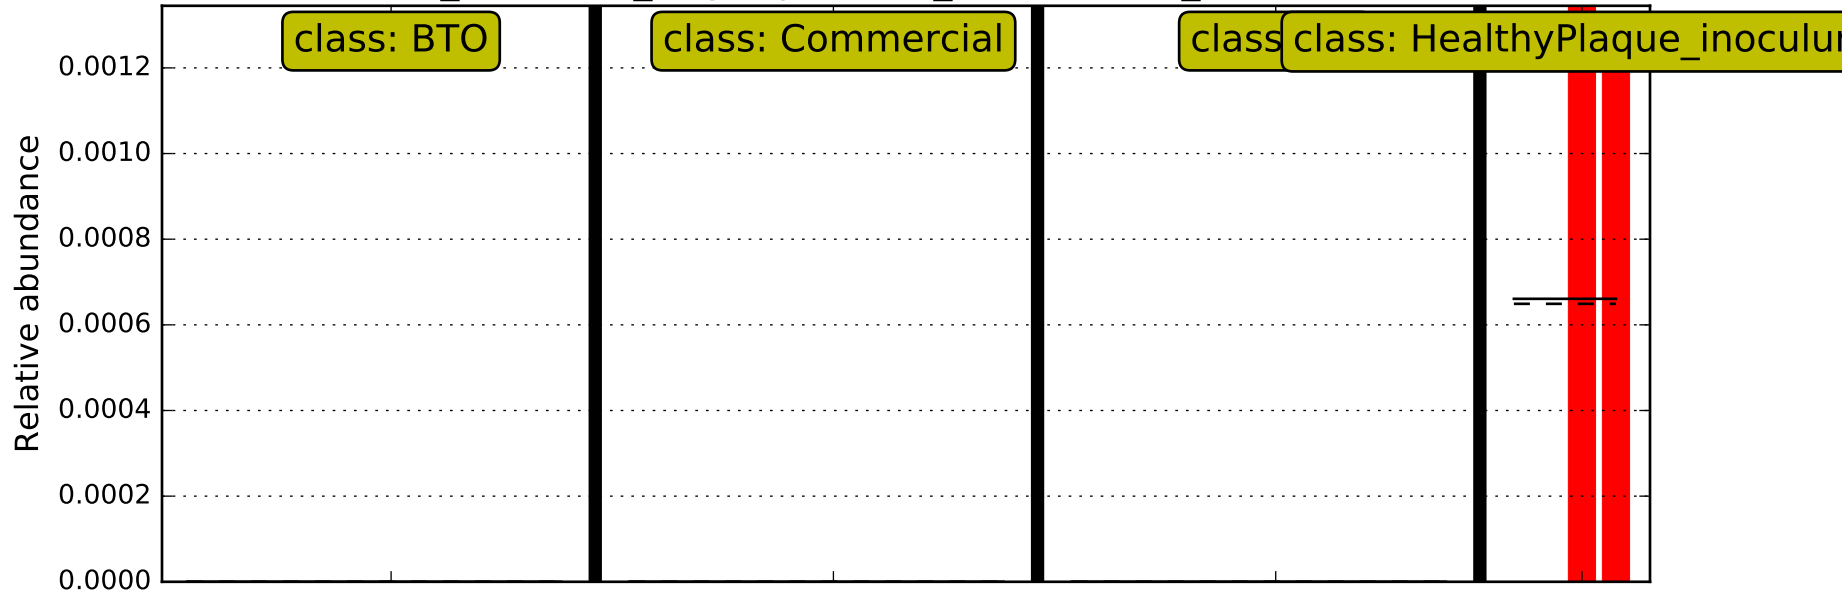 class: BTO
class: Commercial
class
class: HealthyPlaque_inoculu
0.0012
0.0010
0.0008
0.0006
0.0004
0.0002
0.0000
Relative abundance